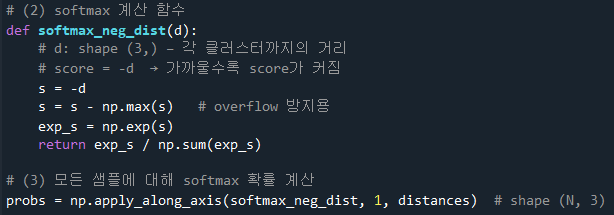 # (2) softmax 계산 함수
def softmax_neg_dist(d):
    # d: shape (3,) – 각 클러스터까지의 거리
    # score = -d  → 가까울수록 score가 커짐
    s = -d
    s = s - np.max(s)   # overflow 방지용
    exp_s = np.exp(s)
    return exp_s / np.sum(exp_s)
# (3) 모든 샘플에 대해 softmax 확률 계산
probs = np.apply_along_axis(softmax_neg_dist, 1, distances)  # shape (N, 3)